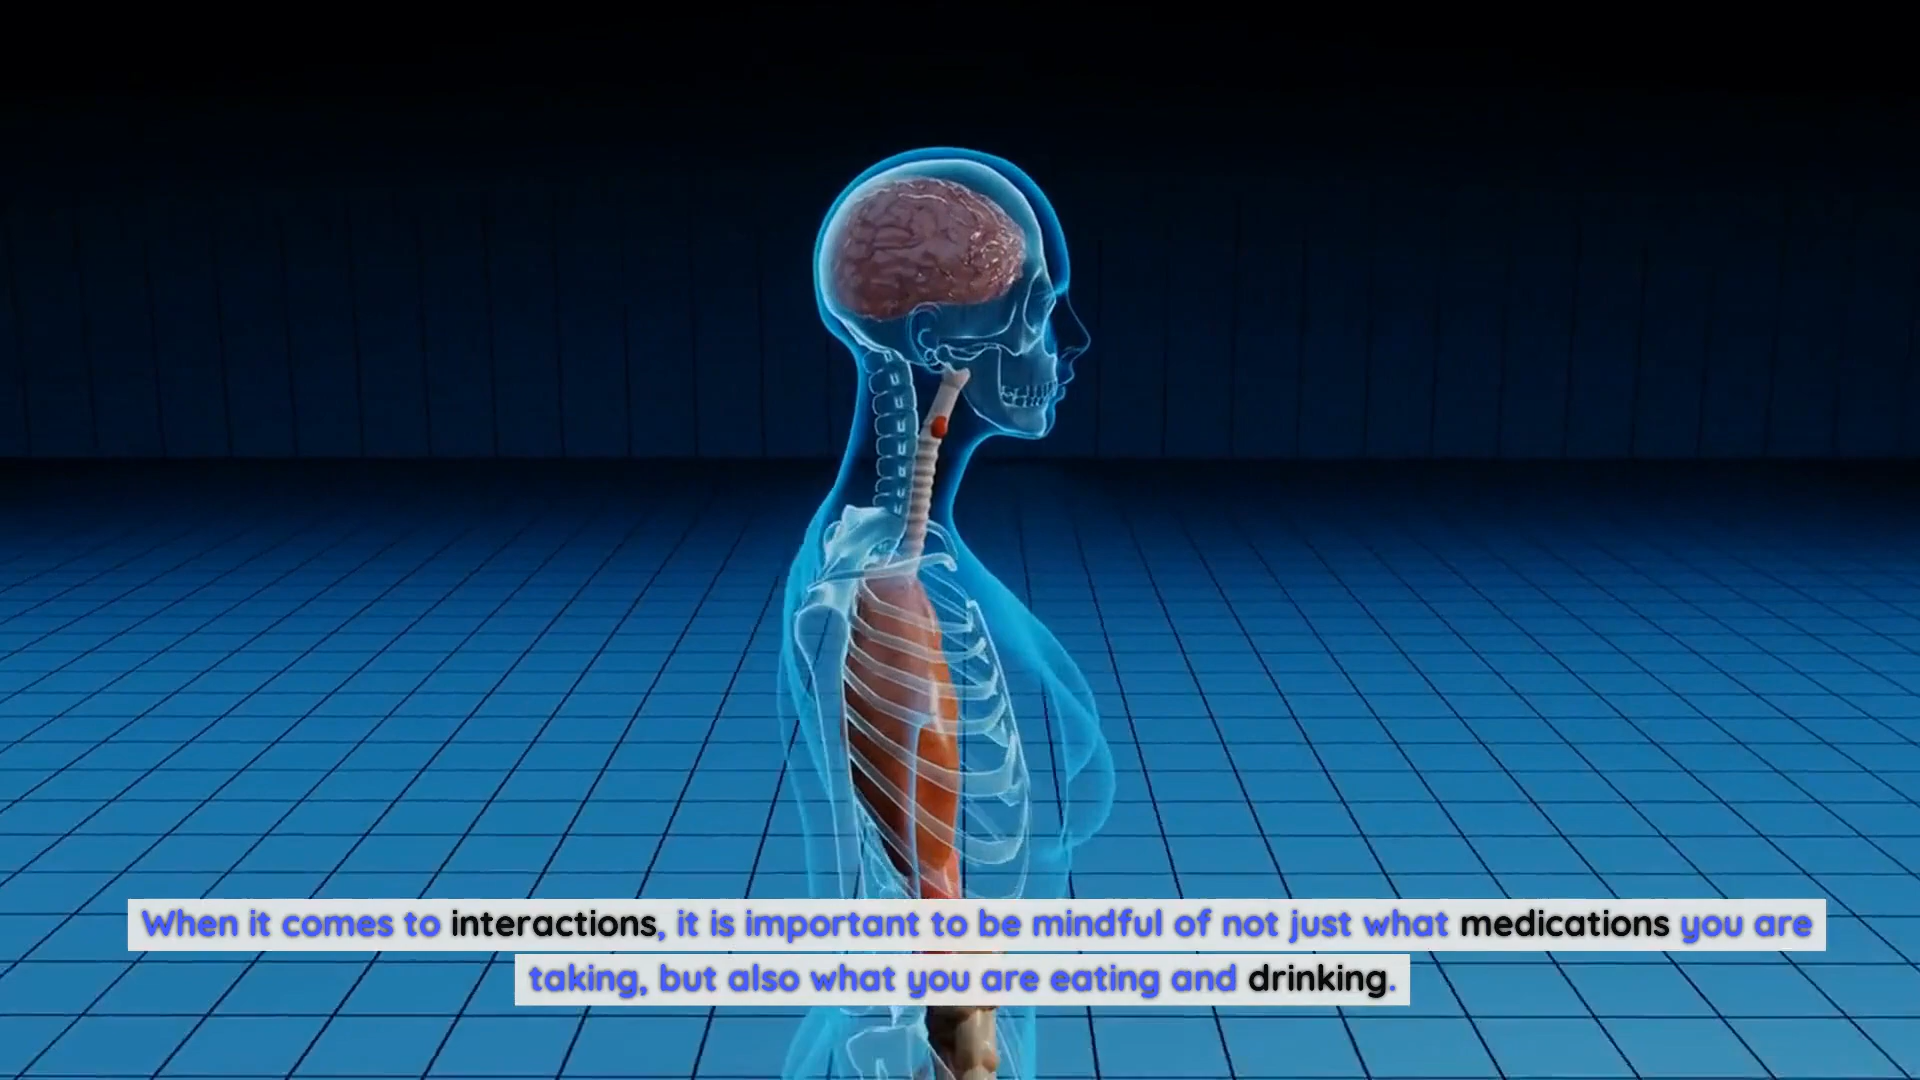 When it comes to interactions, it is important to be mindful of not just what medications you are
taking, but also what you are eating and drinking.